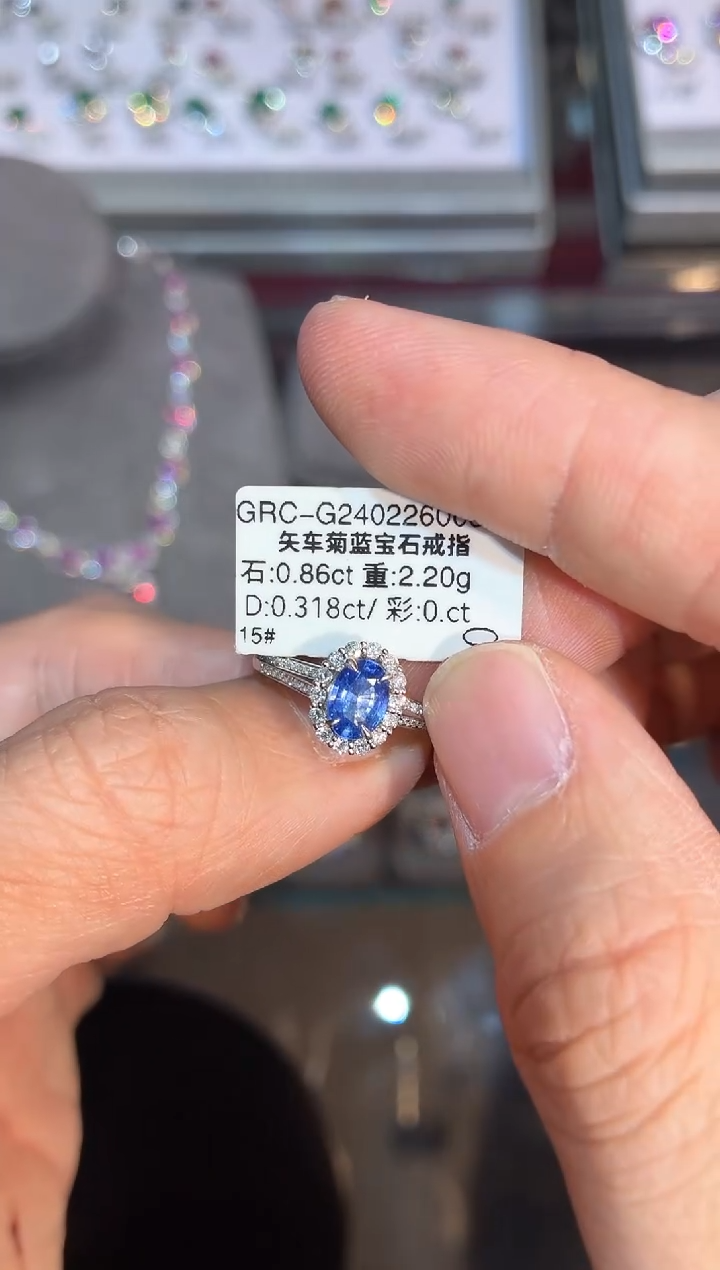 GRC-G24022600
矢车菊蓝宝石戒指
石:0.86ct 重:2.20g
D:0.318ct/ 彩:0.ct
15#